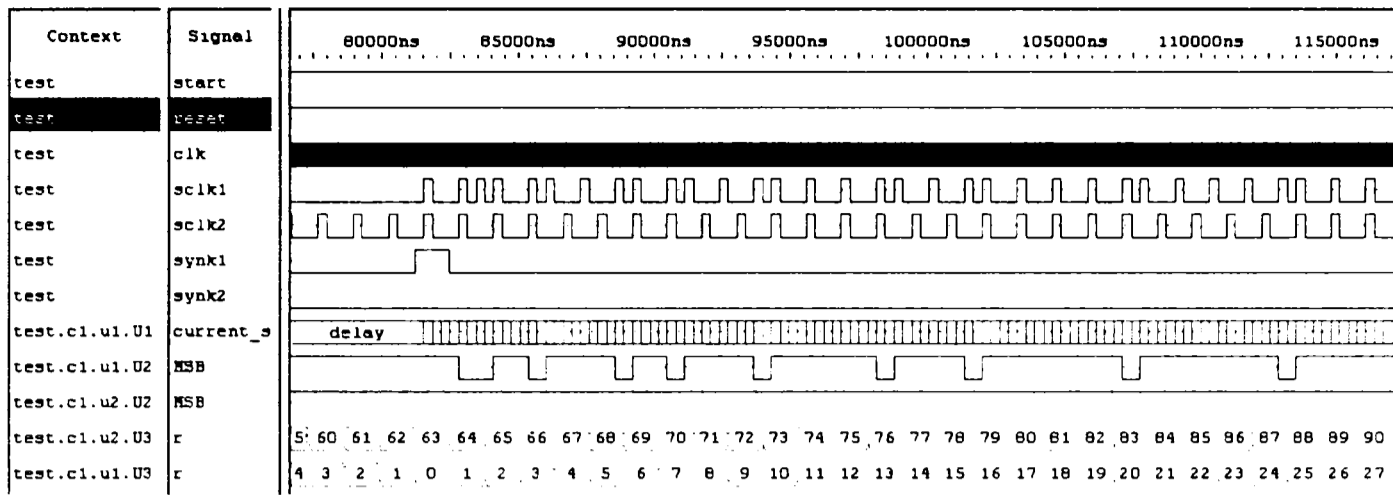 Context Signal 80000ns 85000ns 90000ns 95000ns 100000ns 105000ns 110000ns 115000ns
test start
test reset
test clk
test sclk1
test sclk2
test synk1
test synk2
test.c1.u1.U1 current_s delay
test.c1.u1.U2 MSB
test.c1.u2.U2 MSB
test.c1.u2.U3 r 5 60 61 62 63 64 65 66 67 68 69 70 71 72 73 74 75 76 77 78 79 80 81 82 83 84 85 86 87 88 89 90
test.c1.u1.U3 r 4 3 2 1 0 1 2 3 4 5 6 7 8 9 10 11 12 13 14 15 16 17 18 19 20 21 22 23 24 25 26 27